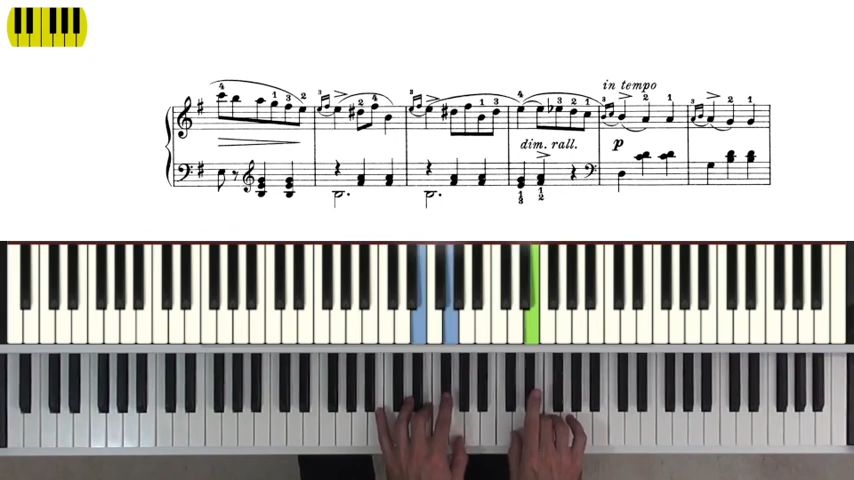 in tempo
dim. rall.
p